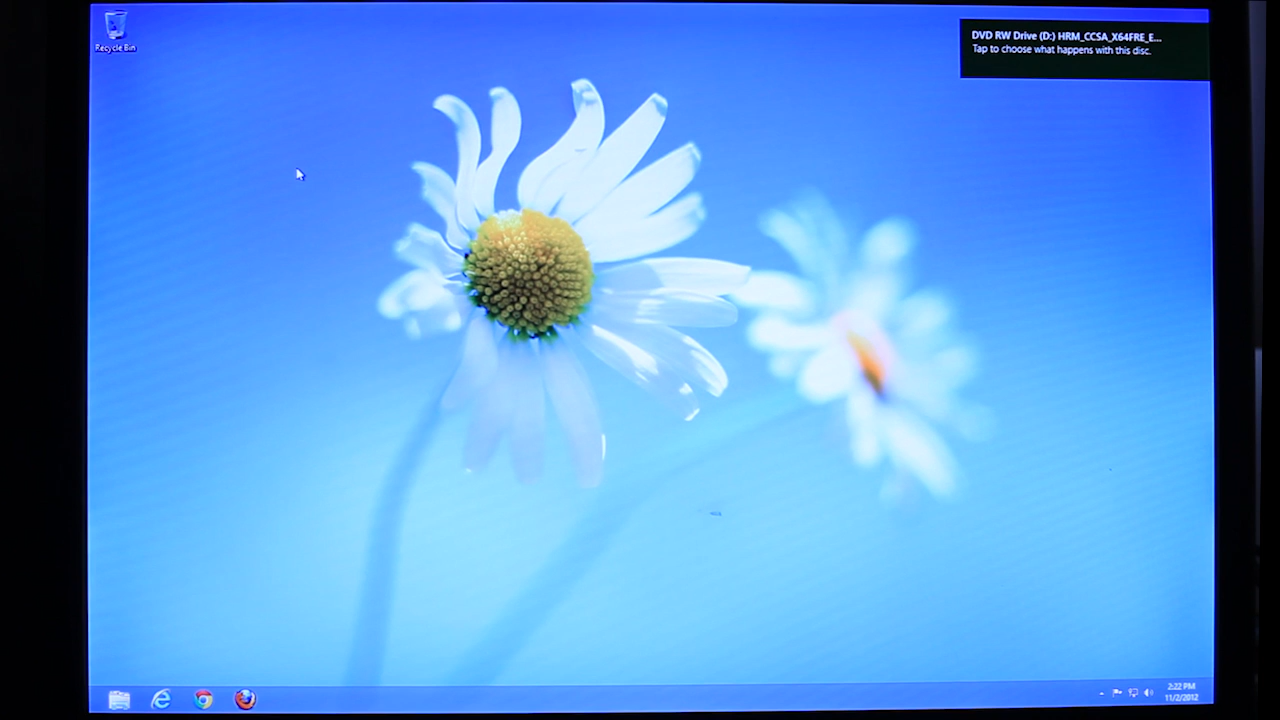 Recycle Bin
DVD RW Drive (D:) HRM_CCSA_X64FRE_E...
Tap to choose what happens with this disc.
2:22 PM
11/2/2012